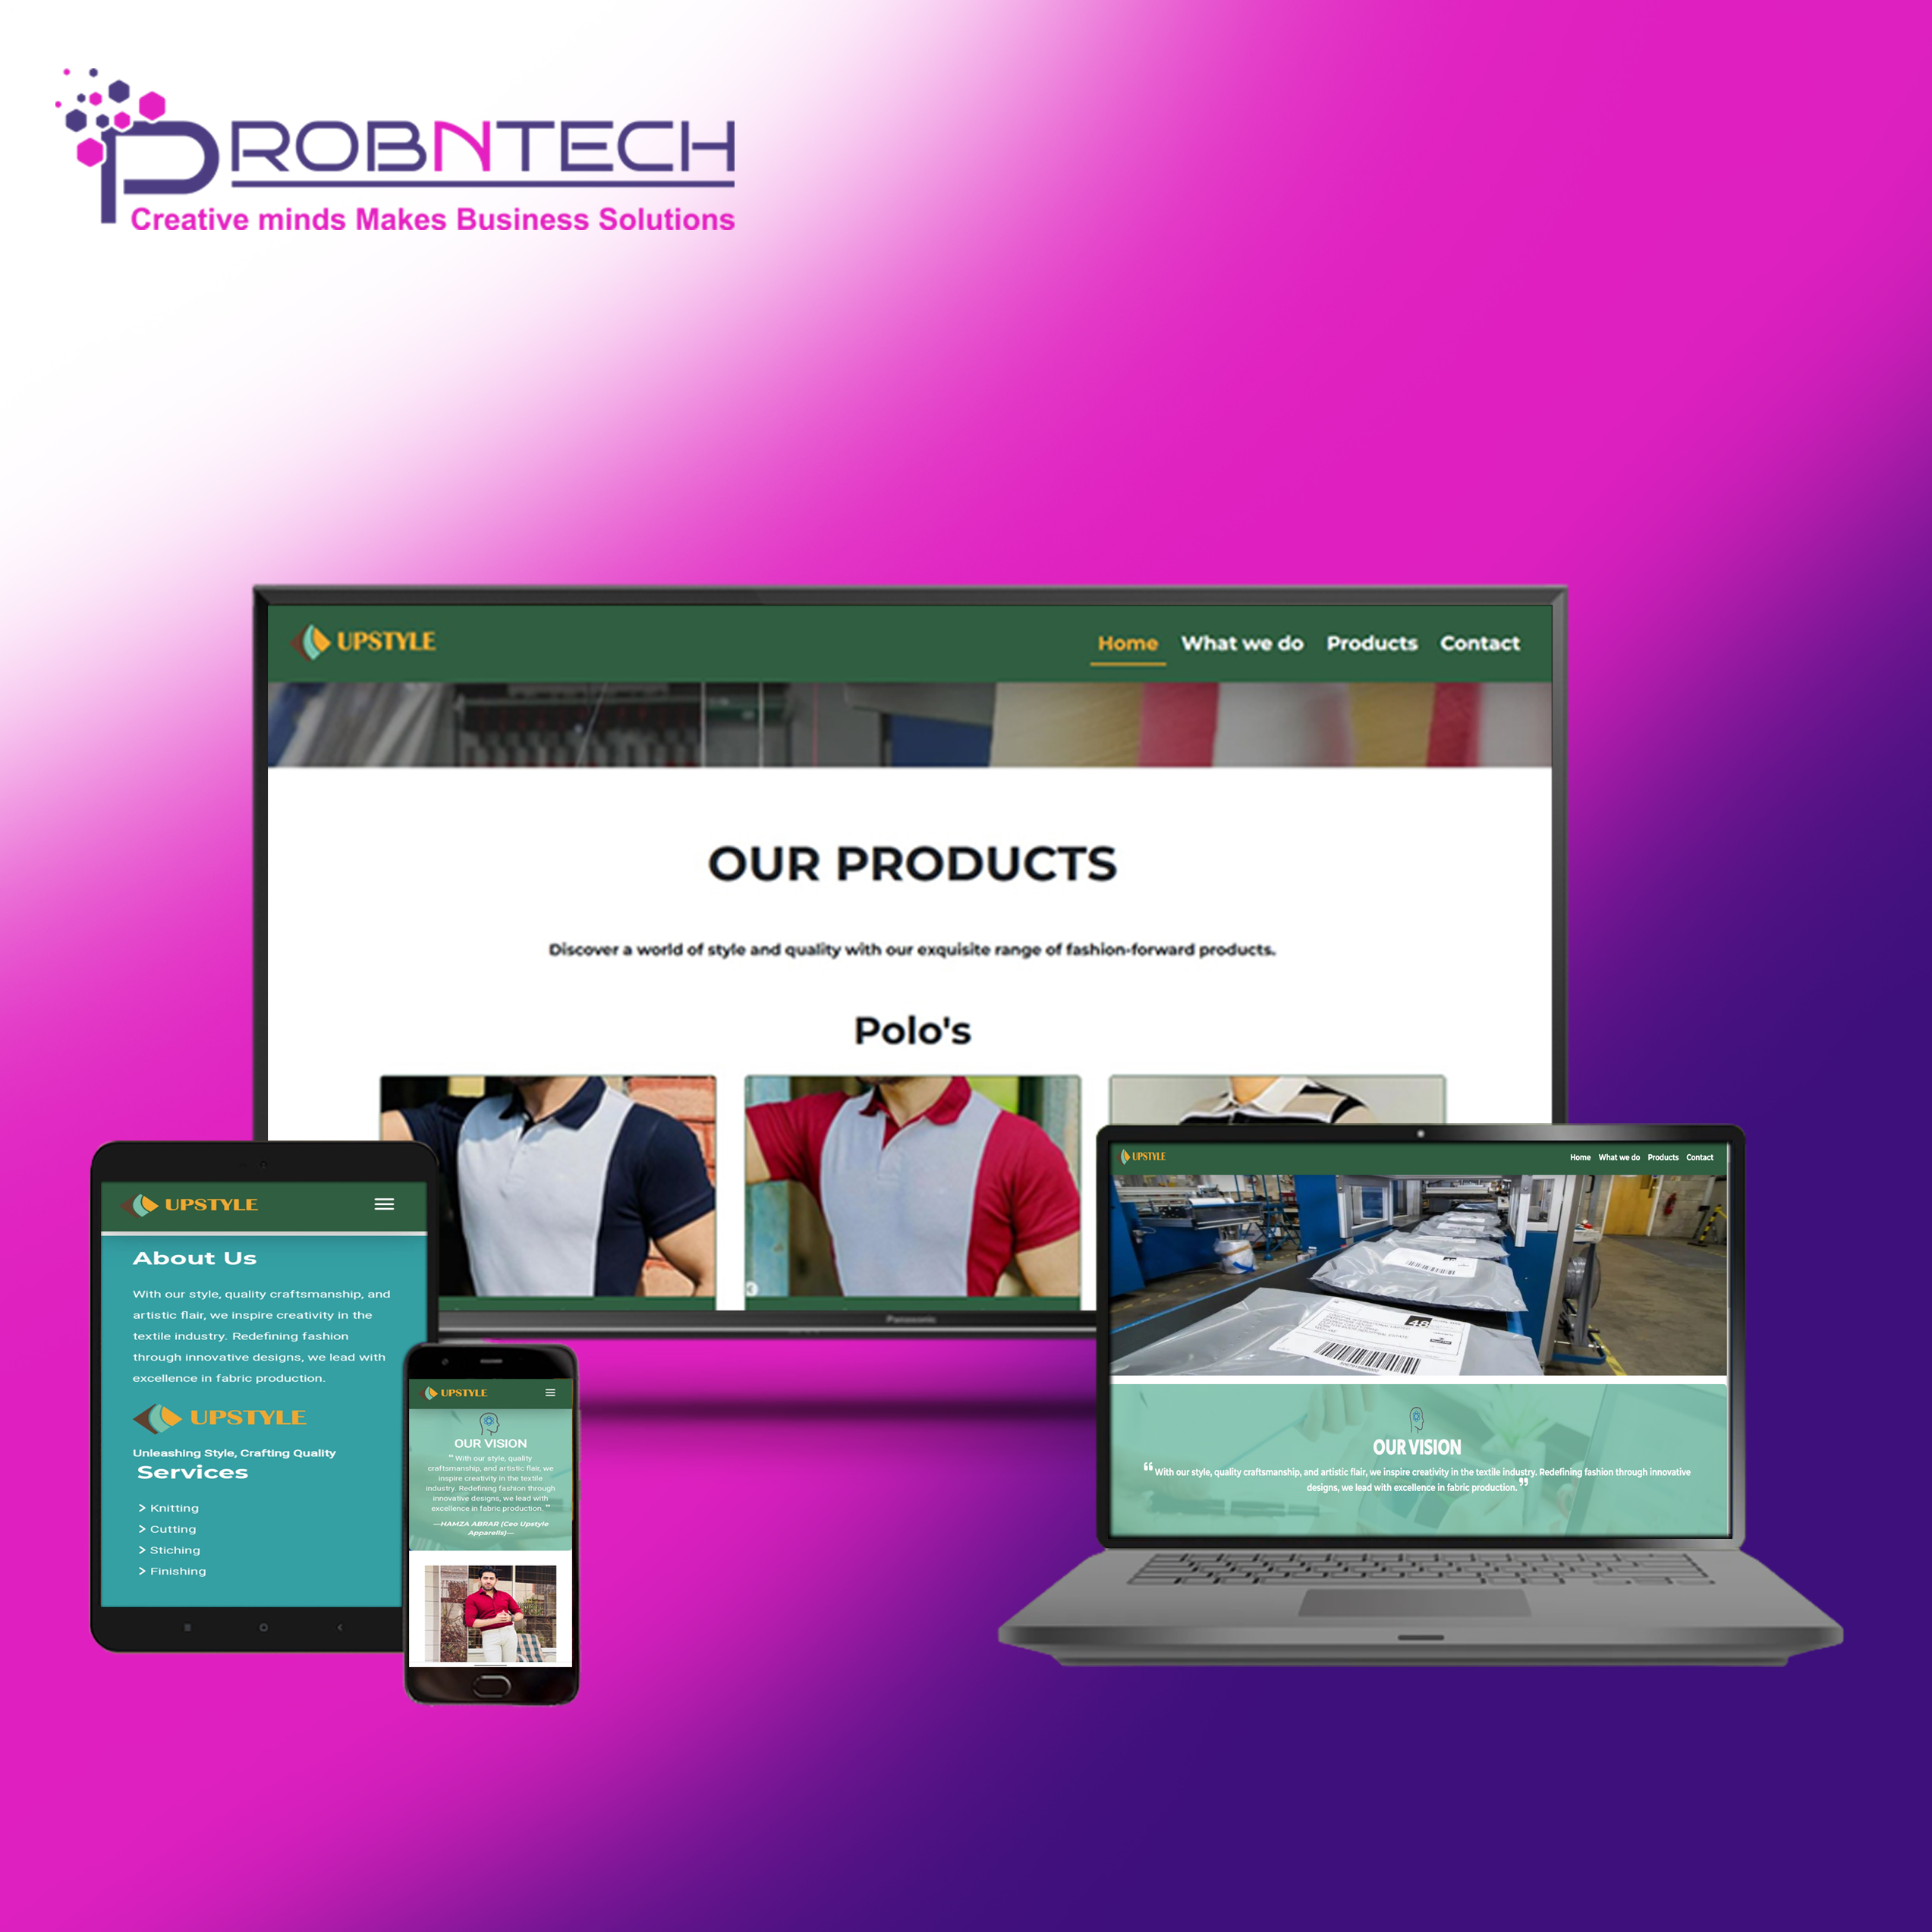 PROBNTECH
Creative minds Makes Business Solutions
UPSTYLE
Home What we do Products Contact
OUR PRODUCTS
Discover a world of style and quality with our exquisite range of fashion-forward products.
Polo's
Panasonic
UPSTYLE
About Us
With our style, quality craftsmanship, and
artistic flair, we inspire creativity in the
textile industry. Redefining fashion
through innovative designs, we lead with
excellence in fabric production.
UPSTYLE
Unleashing Style, Crafting Quality
Services
> Knitting
> Cutting
> Stiching
> Finishing
UPSTYLE
OUR VISION
“ With our style, quality
craftsmanship, and artistic flair, we
inspire creativity in the textile
industry. Redefining fashion through
innovative designs, we lead with
excellence in fabric production. ”
—HAMZA ABRAR (Ceo Upstyle
Apparells)—
UPSTYLE
Home What we do Products Contact
48
OUR VISION
“ With our style, quality craftsmanship, and artistic flair, we inspire creativity in the textile industry. Redefining fashion through innovative
designs, we lead with excellence in fabric production. ”